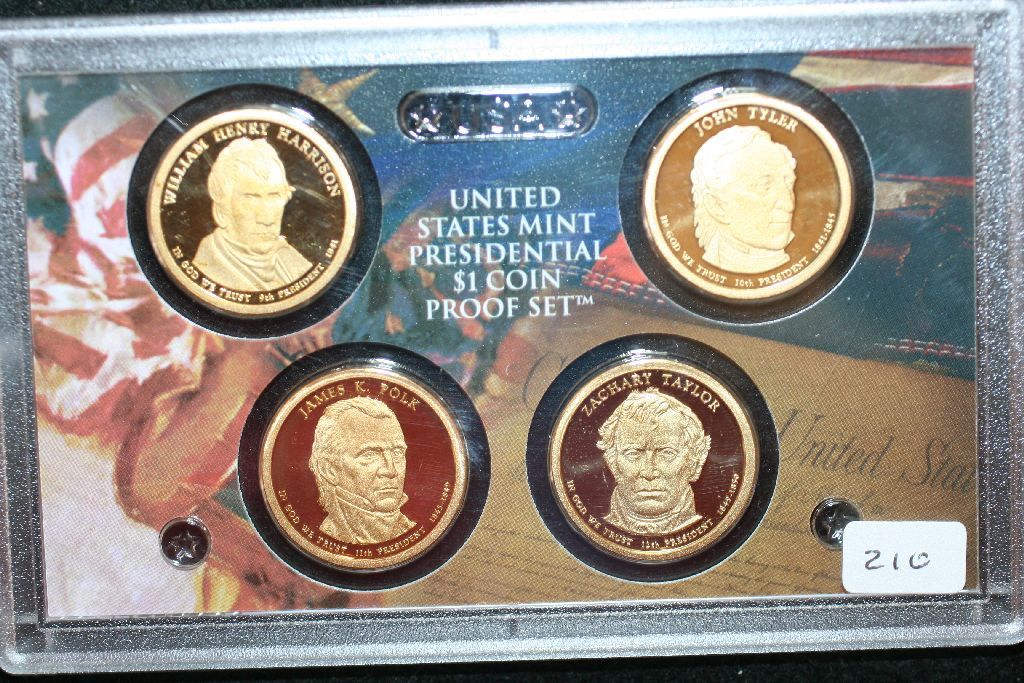 WILLIAM HENRY HARRISON
IN GOD WE TRUST 9th PRESIDENT 1841
USA
JOHN TYLER
IN GOD WE TRUST 10th PRESIDENT 1841-1845
UNITED
STATES MINT
PRESIDENTIAL
$1 COIN
PROOF SET™
JAMES K. POLK
IN GOD WE TRUST 11th PRESIDENT 1845-1849
ZACHARY TAYLOR
IN GOD WE TRUST 12th PRESIDENT 1849-1850
United Sta
210